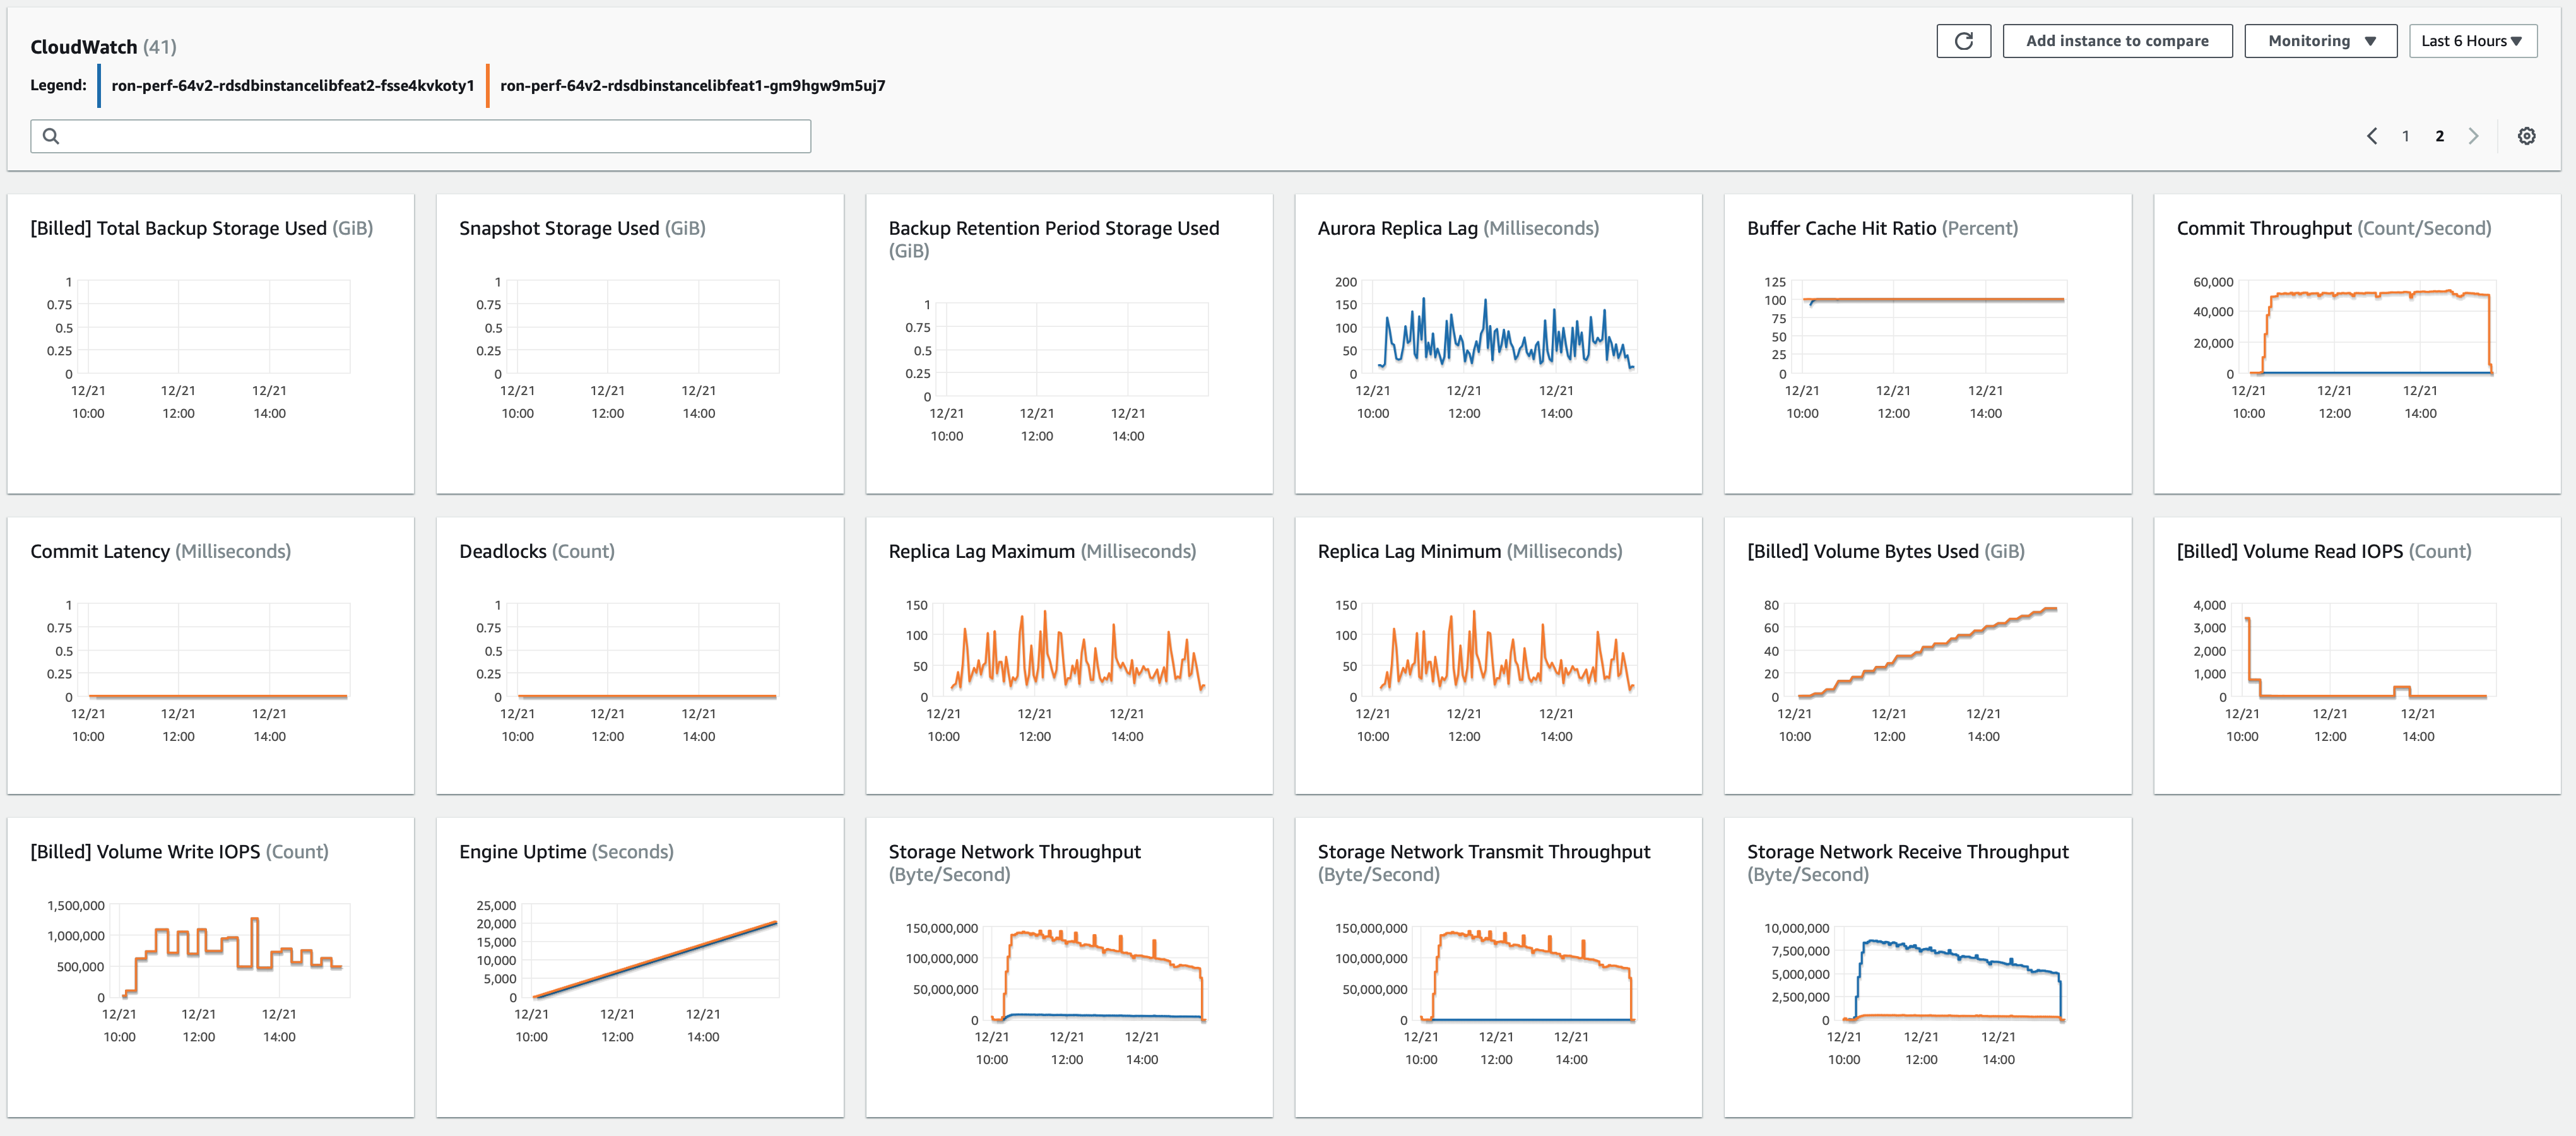 CloudWatch (41)
Add instance to compare
Monitoring ▼
Last 6 Hours ▼
Legend:
ron-perf-64v2-rdsdbinstancelibfeat2-fsse4kvkoty1
ron-perf-64v2-rdsdbinstancelibfeat1-gm9hgw9m5uj7
1 2
[Billed] Total Backup Storage Used (GiB)
1
0.75
0.5
0.25
0
12/21 12/21 12/21
10:00 12:00 14:00
Snapshot Storage Used (GiB)
1
0.75
0.5
0.25
0
12/21 12/21 12/21
10:00 12:00 14:00
Backup Retention Period Storage Used
(GiB)
1
0.75
0.5
0.25
0
12/21 12/21 12/21
10:00 12:00 14:00
Aurora Replica Lag (Milliseconds)
200
150
100
50
0
12/21 12/21 12/21
10:00 12:00 14:00
Buffer Cache Hit Ratio (Percent)
125
100
75
50
25
0
12/21 12/21 12/21
10:00 12:00 14:00
Commit Throughput (Count/Second)
60,000
40,000
20,000
0
12/21 12/21 12/21
10:00 12:00 14:00
Commit Latency (Milliseconds)
1
0.75
0.5
0.25
0
12/21 12/21 12/21
10:00 12:00 14:00
Deadlocks (Count)
1
0.75
0.5
0.25
0
12/21 12/21 12/21
10:00 12:00 14:00
Replica Lag Maximum (Milliseconds)
150
100
50
0
12/21 12/21 12/21
10:00 12:00 14:00
Replica Lag Minimum (Milliseconds)
150
100
50
0
12/21 12/21 12/21
10:00 12:00 14:00
[Billed] Volume Bytes Used (GiB)
80
60
40
20
0
12/21 12/21 12/21
10:00 12:00 14:00
[Billed] Volume Read IOPS (Count)
4,000
3,000
2,000
1,000
0
12/21 12/21 12/21
10:00 12:00 14:00
[Billed] Volume Write IOPS (Count)
1,500,000
1,000,000
500,000
0
12/21 12/21 12/21
10:00 12:00 14:00
Engine Uptime (Seconds)
25,000
20,000
15,000
10,000
5,000
0
12/21 12/21 12/21
10:00 12:00 14:00
Storage Network Throughput
(Byte/Second)
150,000,000
100,000,000
50,000,000
0
12/21 12/21 12/21
10:00 12:00 14:00
Storage Network Transmit Throughput
(Byte/Second)
150,000,000
100,000,000
50,000,000
0
12/21 12/21 12/21
10:00 12:00 14:00
Storage Network Receive Throughput
(Byte/Second)
10,000,000
7,500,000
5,000,000
2,500,000
0
12/21 12/21 12/21
10:00 12:00 14:00